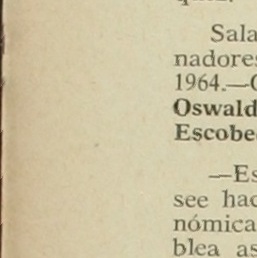 Sala
nadores
1964.—
Oswald
Escobe
—Es
see hac
nómica
blea as